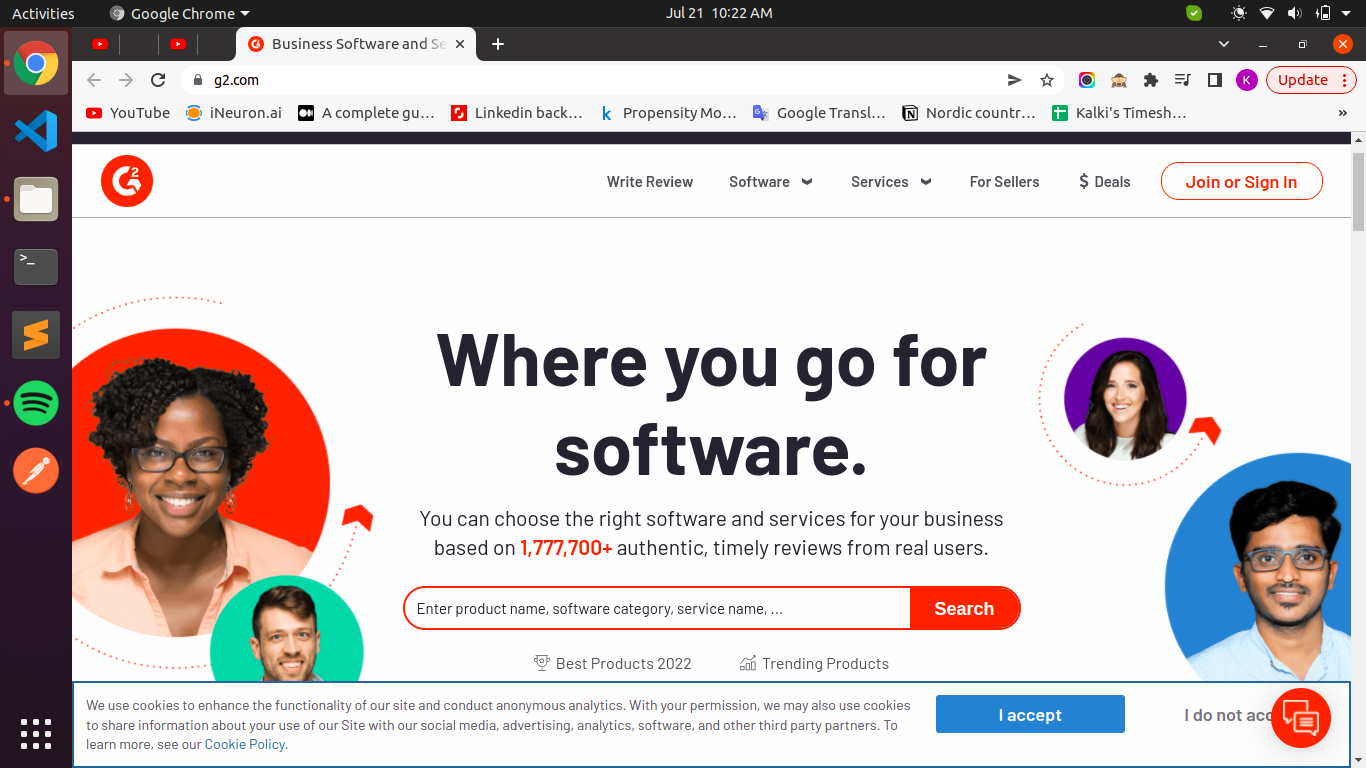 Activities Google Chrome Jul 21 10:22 AM
Business Software and Se
g2.com K Update
YouTube iNeuron.ai A complete gu… Linkedin back… Propensity Mo… Google Transl… Nordic countr… Kalki's Timesh… »
G2 Write Review Software Services For Sellers $ Deals Join or Sign In
Where you go for
software.
You can choose the right software and services for your business
based on 1,777,700+ authentic, timely reviews from real users.
Enter product name, software category, service name, ... Search
Best Products 2022 Trending Products
We use cookies to enhance the functionality of our site and conduct anonymous analytics. With your permission, we may also use cookies
to share information about your use of our Site with our social media, advertising, analytics, software, and other third party partners. To
learn more, see our Cookie Policy.
I accept I do not acc